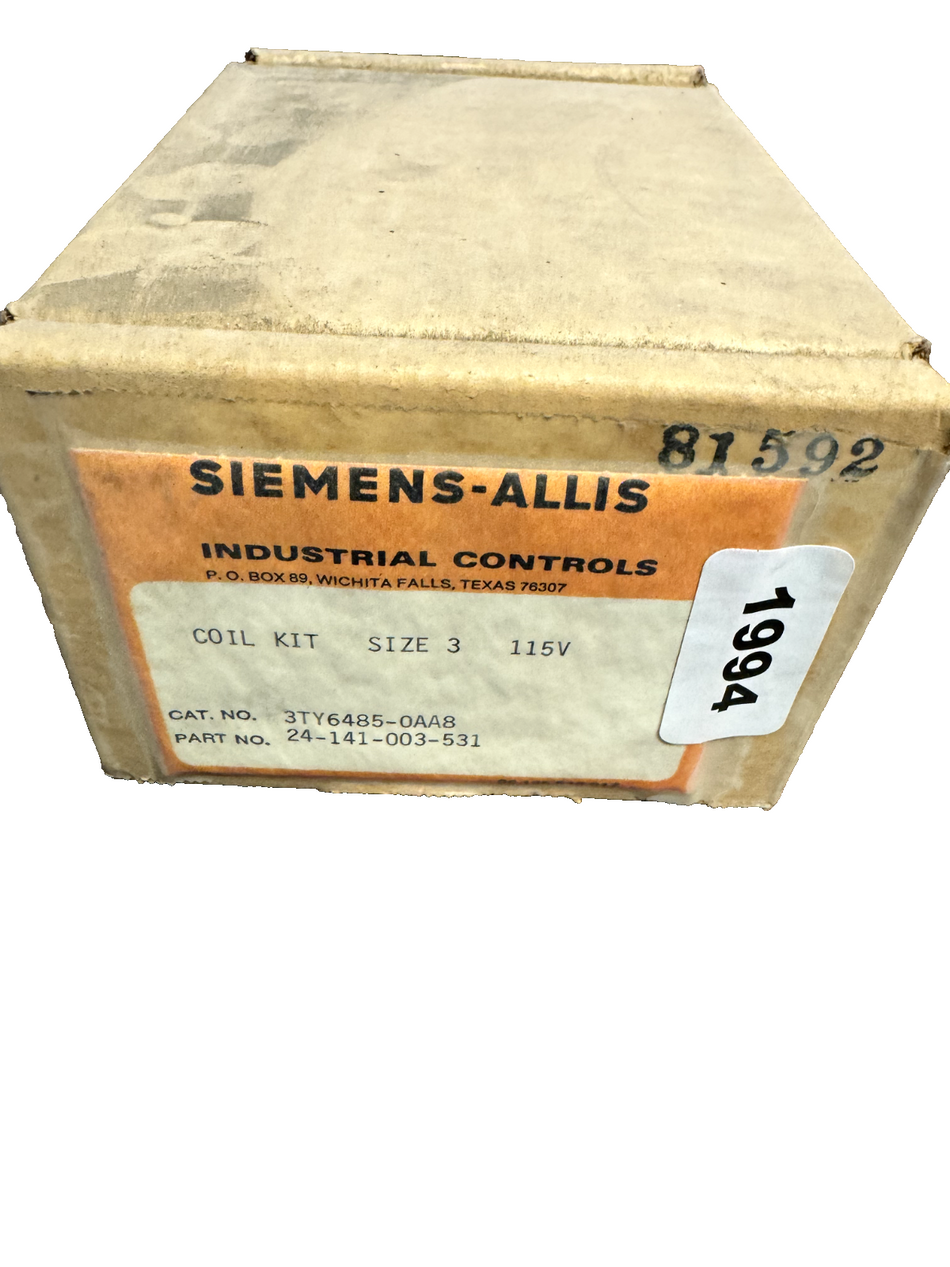 81592
SIEMENS-ALLIS
INDUSTRIAL CONTROLS
P. O. BOX 89, WICHITA FALLS, TEXAS 76307
COIL KIT SIZE 3 115V
CAT. NO. 3TY6485-0AA8
PART NO. 24-141-003-531
1994